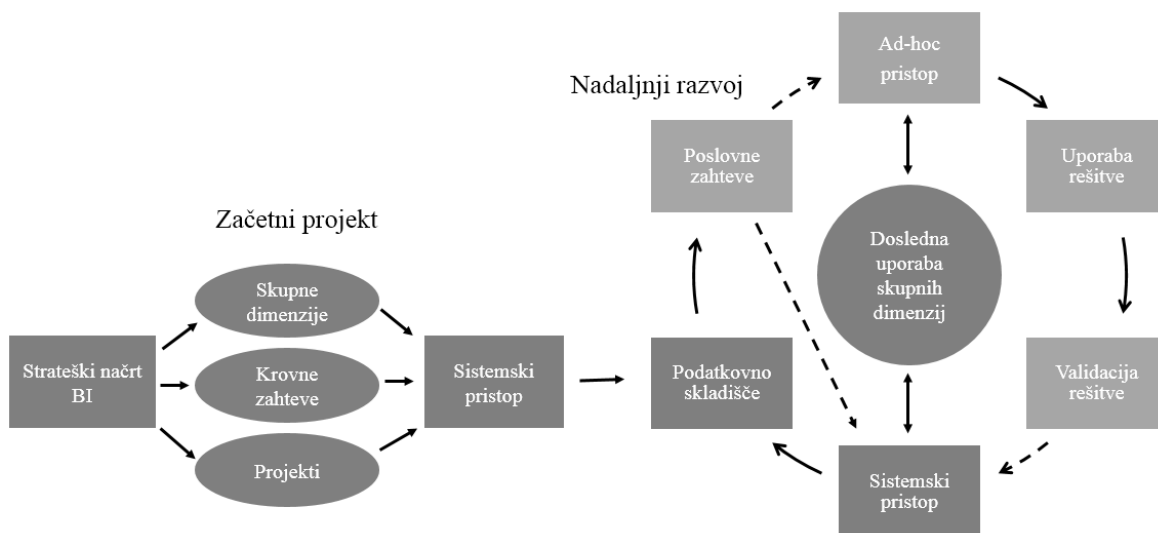 Začetni projekt
Strateški načrt
BI
Skupne
dimenzije
Krovne
zahteve
Projekti
Sistemski
pristop
Nadaljnji razvoj
Ad-hoc
pristop
Poslovne
zahteve
Uporaba
rešitve
Dosledna
uporaba
skupnih
dimenzij
Podatkovno
skladišče
Validacija
rešitve
Sistemski
pristop